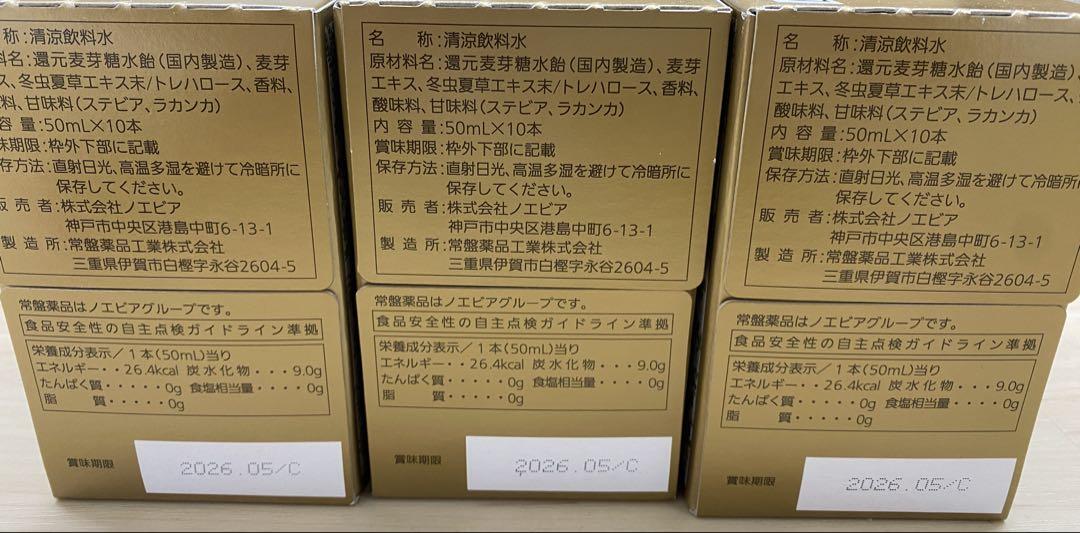 称:清涼飲料水
料名:還元麦芽糖水飴(国内製造)、麦芽
ス、冬虫夏草エキス末/トレハロース、香料、
料、甘味料(ステビア、ラカンカ)
容量:50mL×10本
味期限:枠外下部に記載
存方法:直射日光、高温多湿を避けて冷暗所に
保存してください。
販売者:株式会社ノエビア
神戸市中央区港島中町6-13-1
製造所:常盤薬品工業株式会社
三重県伊賀市白樫字永谷2604-5
常盤薬品はノエビアグループです。
食品安全性の自主点検ガイドライン準拠
栄養成分表示/1本(50mL)当り
エネルギー・・26.4kcal 炭水化物・・・9.0g
たんぱく質・・・・・0g 食塩相当量・・・・0g
脂質・・・・・0g
賞味期限 2026.05/C
名称:清涼飲料水
原材料名:還元麦芽糖水飴(国内製造)、麦芽
エキス、冬虫夏草エキス末/トレハロース、香料、
酸味料、甘味料(ステビア、ラカンカ)
内容量:50mL×10本
賞味期限:枠外下部に記載
保存方法:直射日光、高温多湿を避けて冷暗所に
保存してください。
販売者:株式会社ノエビア
神戸市中央区港島中町6-13-1
製造所:常盤薬品工業株式会社
三重県伊賀市白樫字永谷2604-5
常盤薬品はノエビアグループです。
食品安全性の自主点検ガイドライン準拠
栄養成分表示/1本(50mL)当り
エネルギー・・26.4kcal 炭水化物・・・9.0g
たんぱく質・・・・・0g 食塩相当量・・・・0g
脂質・・・・・0g
賞味期限 2026.05/C
名称:清涼飲料水
原材料名:還元麦芽糖水飴(国内製造)、
エキス、冬虫夏草エキス末/トレハロース、
酸味料、甘味料(ステビア、ラカンカ)
内容量:50mL×10本
賞味期限:枠外下部に記載
保存方法:直射日光、高温多湿を避けて冷暗
保存してください。
販売者:株式会社ノエビア
神戸市中央区港島中町6-13-1
製造所:常盤薬品工業株式会社
三重県伊賀市白樫字永谷2604-5
常盤薬品はノエビアグループです。
食品安全性の自主点検ガイドライン準拠
栄養成分表示/1本(50mL)当り
エネルギー・・26.4kcal 炭水化物・・・9.0g
たんぱく質・・・・・0g 食塩相当量・・・・0g
脂質・・・・・0g
賞味期限 2026.05/C